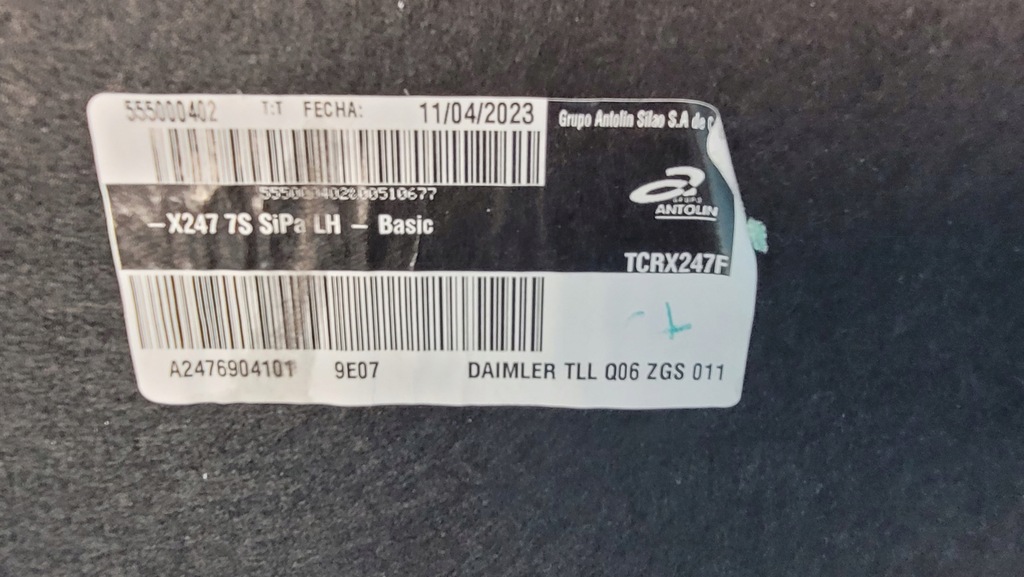 555000402 T:T FECHA: 11/04/2023
Grupo Antolin Silao S.A de
GRUPO
ANTOLIN
-X247 7S SiPa LH - Basic
TCRX247F
A2476904101 9E07 DAIMLER TLL Q06 ZGS 011